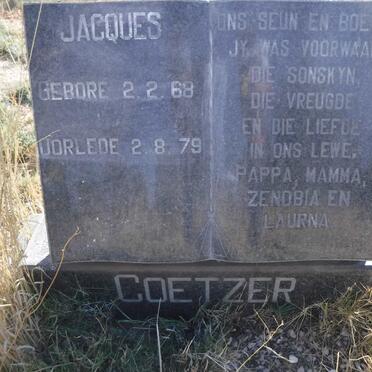 JACQUES
GEBORE 2.2.68
OORLEDE 2.8.79
ONS SEUN EN BOE
JY WAS VOORWAA
DIE SONSKYN,
DIE VREUGDE
EN DIE LIEFDE
IN ONS LEWE.
PAPPA, MAMMA,
ZENOBIA EN
LAURNA
COETZER